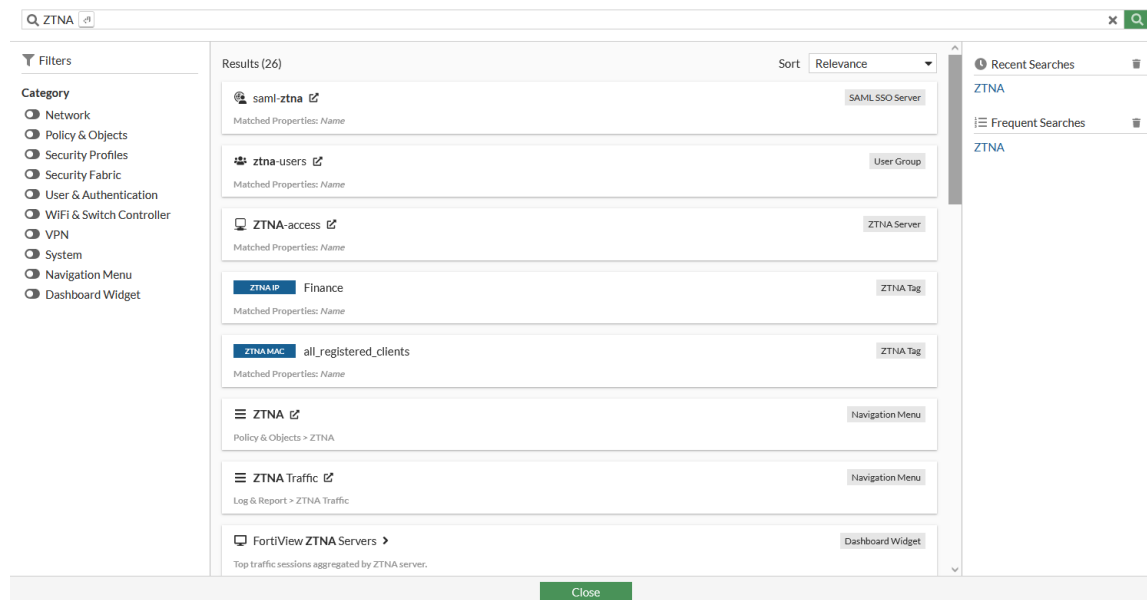 ZTNA
Filters
Category
Network
Policy & Objects
Security Profiles
Security Fabric
User & Authentication
WiFi & Switch Controller
VPN
System
Navigation Menu
Dashboard Widget
Results (26)
Sort Relevance
saml-ztna SAML SSO Server
Matched Properties: Name
ztna-users User Group
Matched Properties: Name
ZTNA-access ZTNA Server
Matched Properties: Name
ZTNA IP Finance ZTNA Tag
Matched Properties: Name
ZTNA MAC all_registered_clients ZTNA Tag
Matched Properties: Name
ZTNA Navigation Menu
Policy & Objects > ZTNA
ZTNA Traffic Navigation Menu
Log & Report > ZTNA Traffic
FortiView ZTNA Servers Dashboard Widget
Top traffic sessions aggregated by ZTNA server.
Recent Searches
ZTNA
Frequent Searches
ZTNA
Close